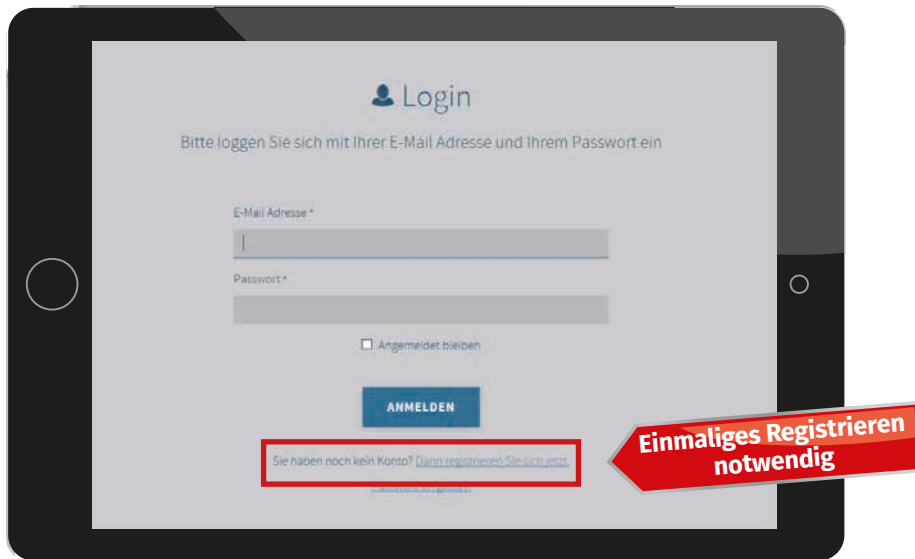 Login
Bitte loggen Sie sich mit Ihrer E-Mail Adresse und Ihrem Passwort ein
E-Mail Adresse *
Passwort *
Angemeldet bleiben
ANMELDEN
Sie haben noch kein Konto? Dann registrieren Sie sich jetzt.
Einmaliges Registrieren
notwendig